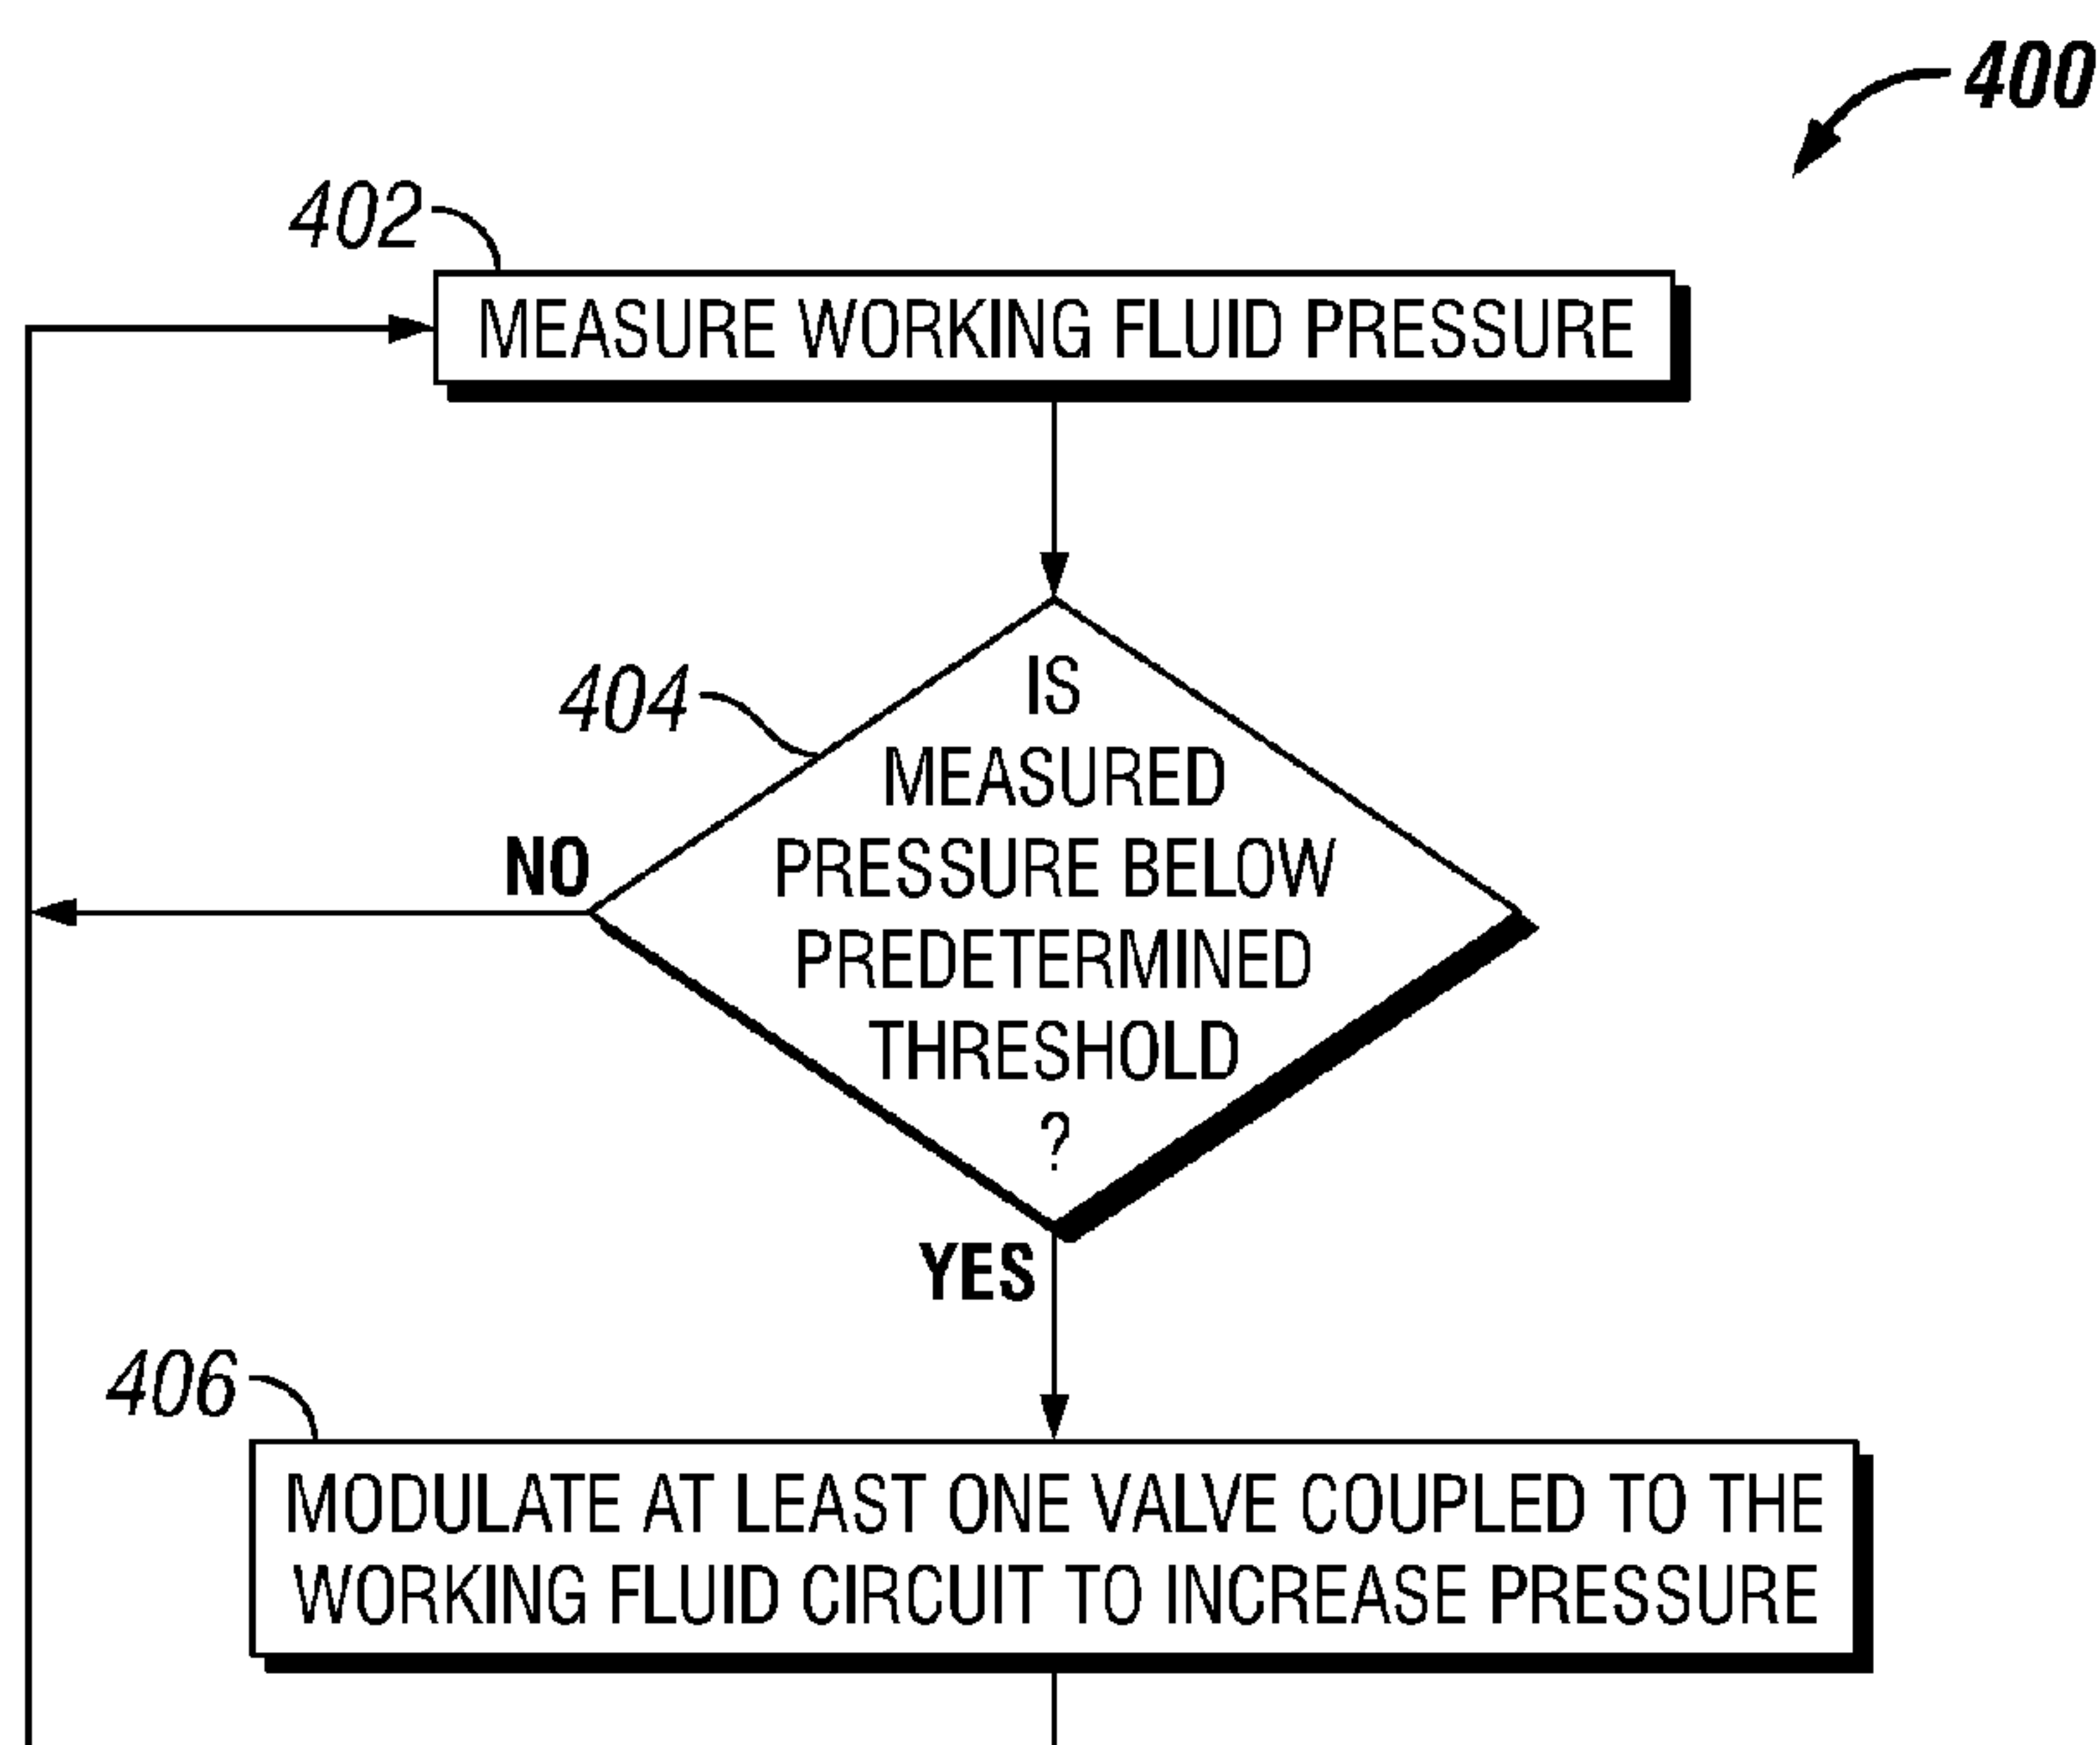 400
402
MEASURE WORKING FLUID PRESSURE
404
IS
MEASURED
PRESSURE BELOW
PREDETERMINED
THRESHOLD
?
NO
YES
406
MODULATE AT LEAST ONE VALVE COUPLED TO THE
WORKING FLUID CIRCUIT TO INCREASE PRESSURE